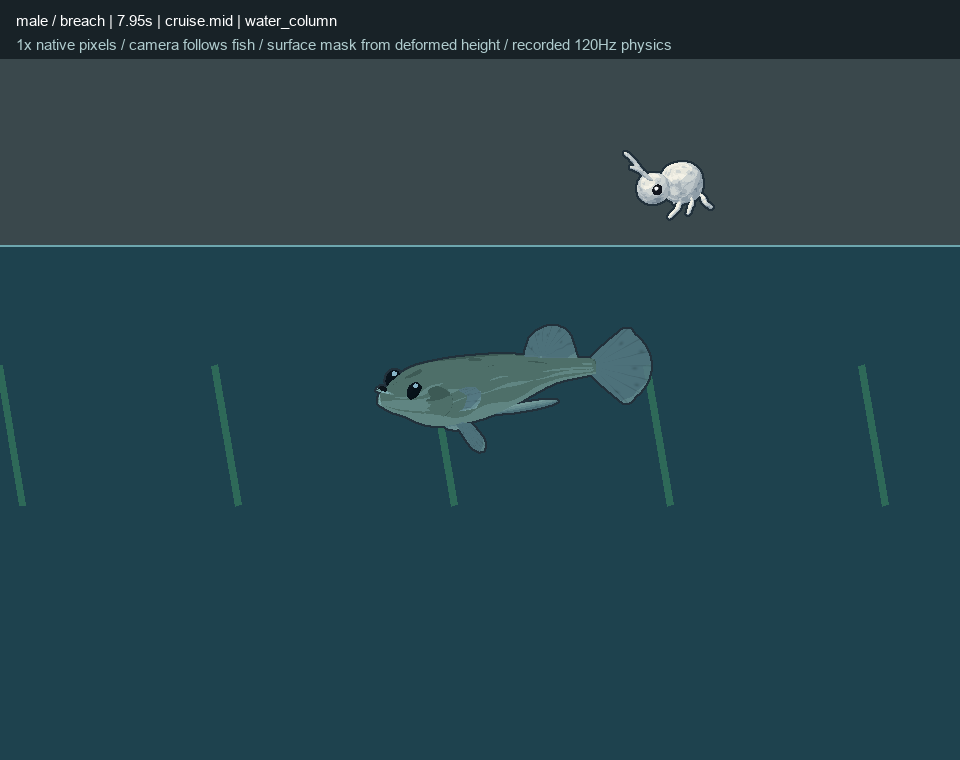 male / breach | 7.95s | cruise.mid | water_column
1x native pixels / camera follows fish / surface mask from deformed height / recorded 120Hz physics